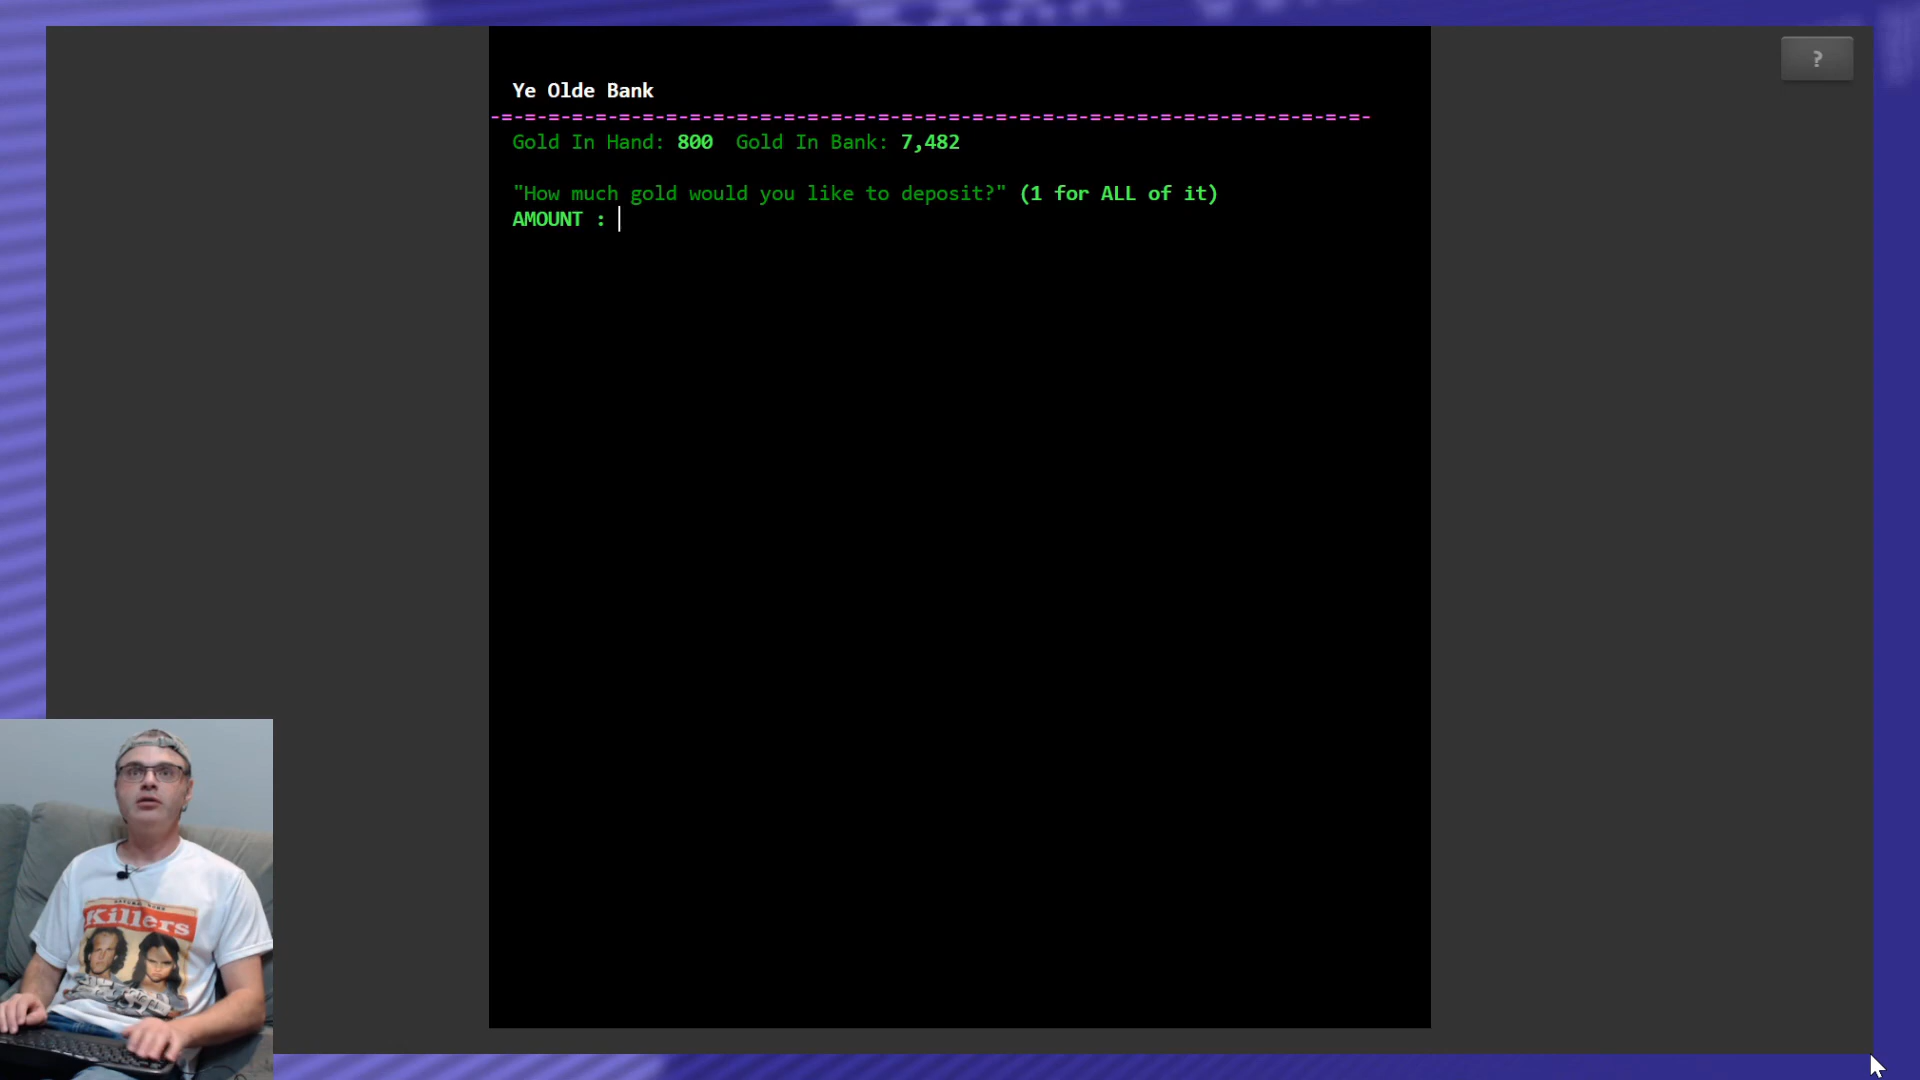 ?
Ye Olde Bank
-=-=-=-=-=-=-=-=-=-=-=-=-=-=-=-=-=-=-=-=-=-=-=-=-=-=-=-=-=-=-=-=-=-=-=-=-=-
Gold In Hand: 800  Gold In Bank: 7,482
"How much gold would you like to deposit?" (1 for ALL of it)
AMOUNT :
Killers